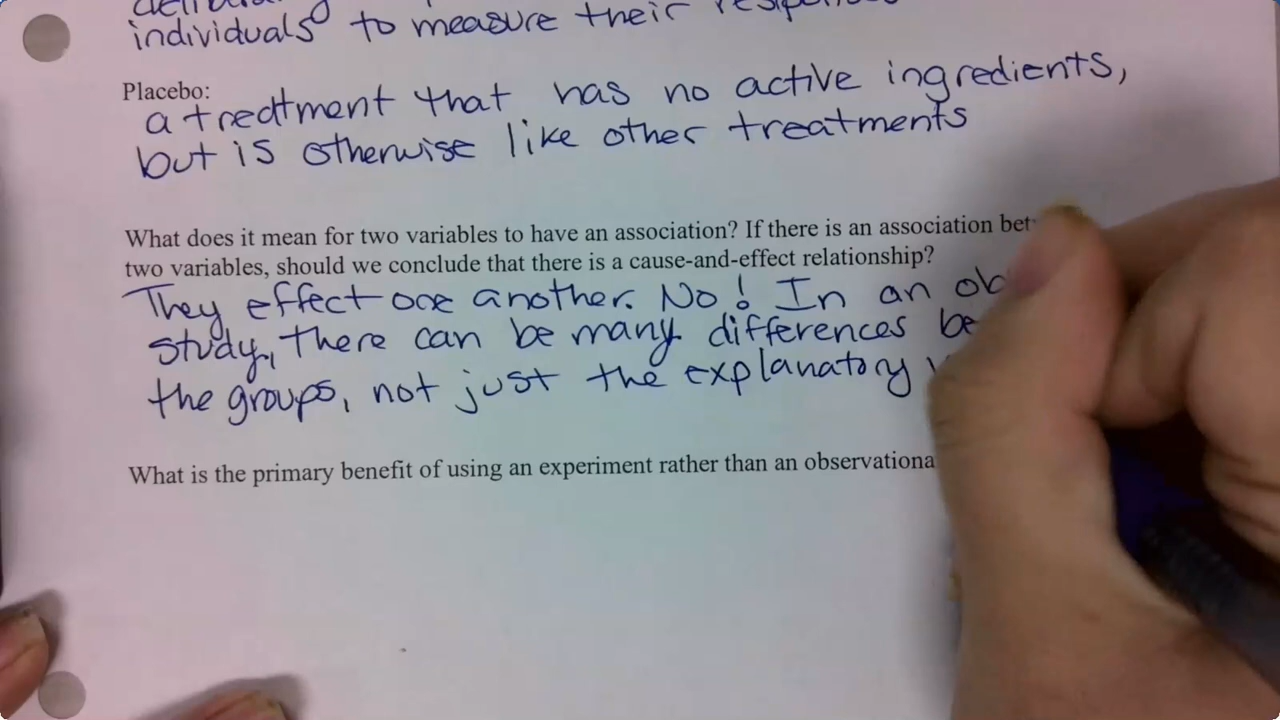 individuals to measure their
Placebo:
a treatment that has no active ingredients,
but is otherwise like other treatments
What does it mean for two variables to have an association? If there is an association
two variables, should we conclude that there is a cause-and-effect relationship?
They effect one another. No! In an
study, there can be many differences
the groups, not just the explanatory
What is the primary benefit of using an experiment rather than an